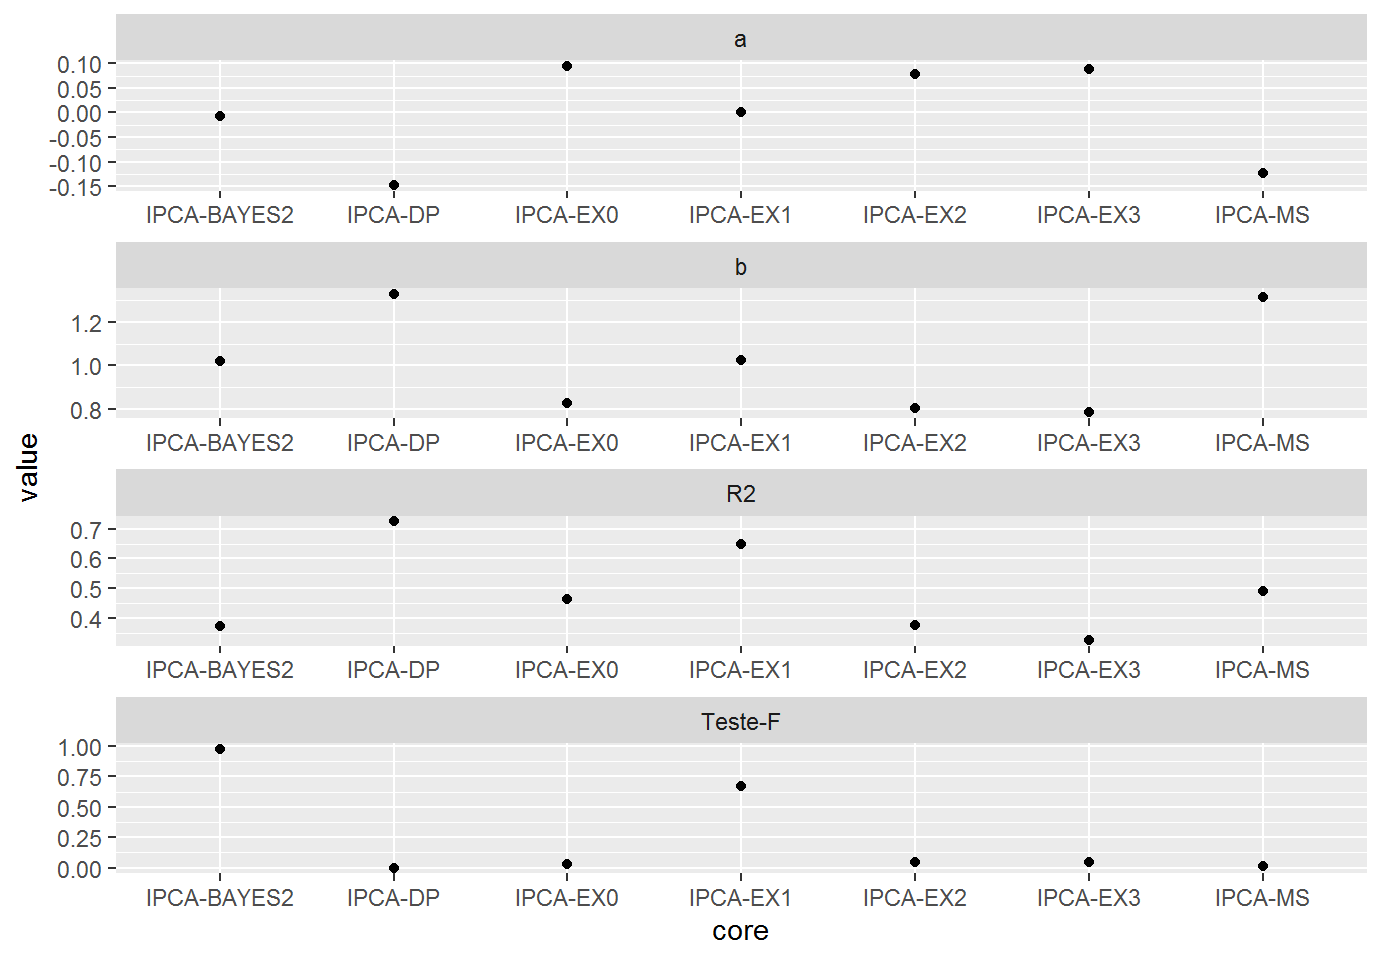 a
0.10
0.05
0.00
-0.05
-0.10
-0.15
IPCA-BAYES2 IPCA-DP IPCA-EX0 IPCA-EX1 IPCA-EX2 IPCA-EX3 IPCA-MS
b
1.2
1.0
0.8
IPCA-BAYES2 IPCA-DP IPCA-EX0 IPCA-EX1 IPCA-EX2 IPCA-EX3 IPCA-MS
value
R2
0.7
0.6
0.5
0.4
IPCA-BAYES2 IPCA-DP IPCA-EX0 IPCA-EX1 IPCA-EX2 IPCA-EX3 IPCA-MS
Teste-F
1.00
0.75
0.50
0.25
0.00
IPCA-BAYES2 IPCA-DP IPCA-EX0 IPCA-EX1 IPCA-EX2 IPCA-EX3 IPCA-MS
core